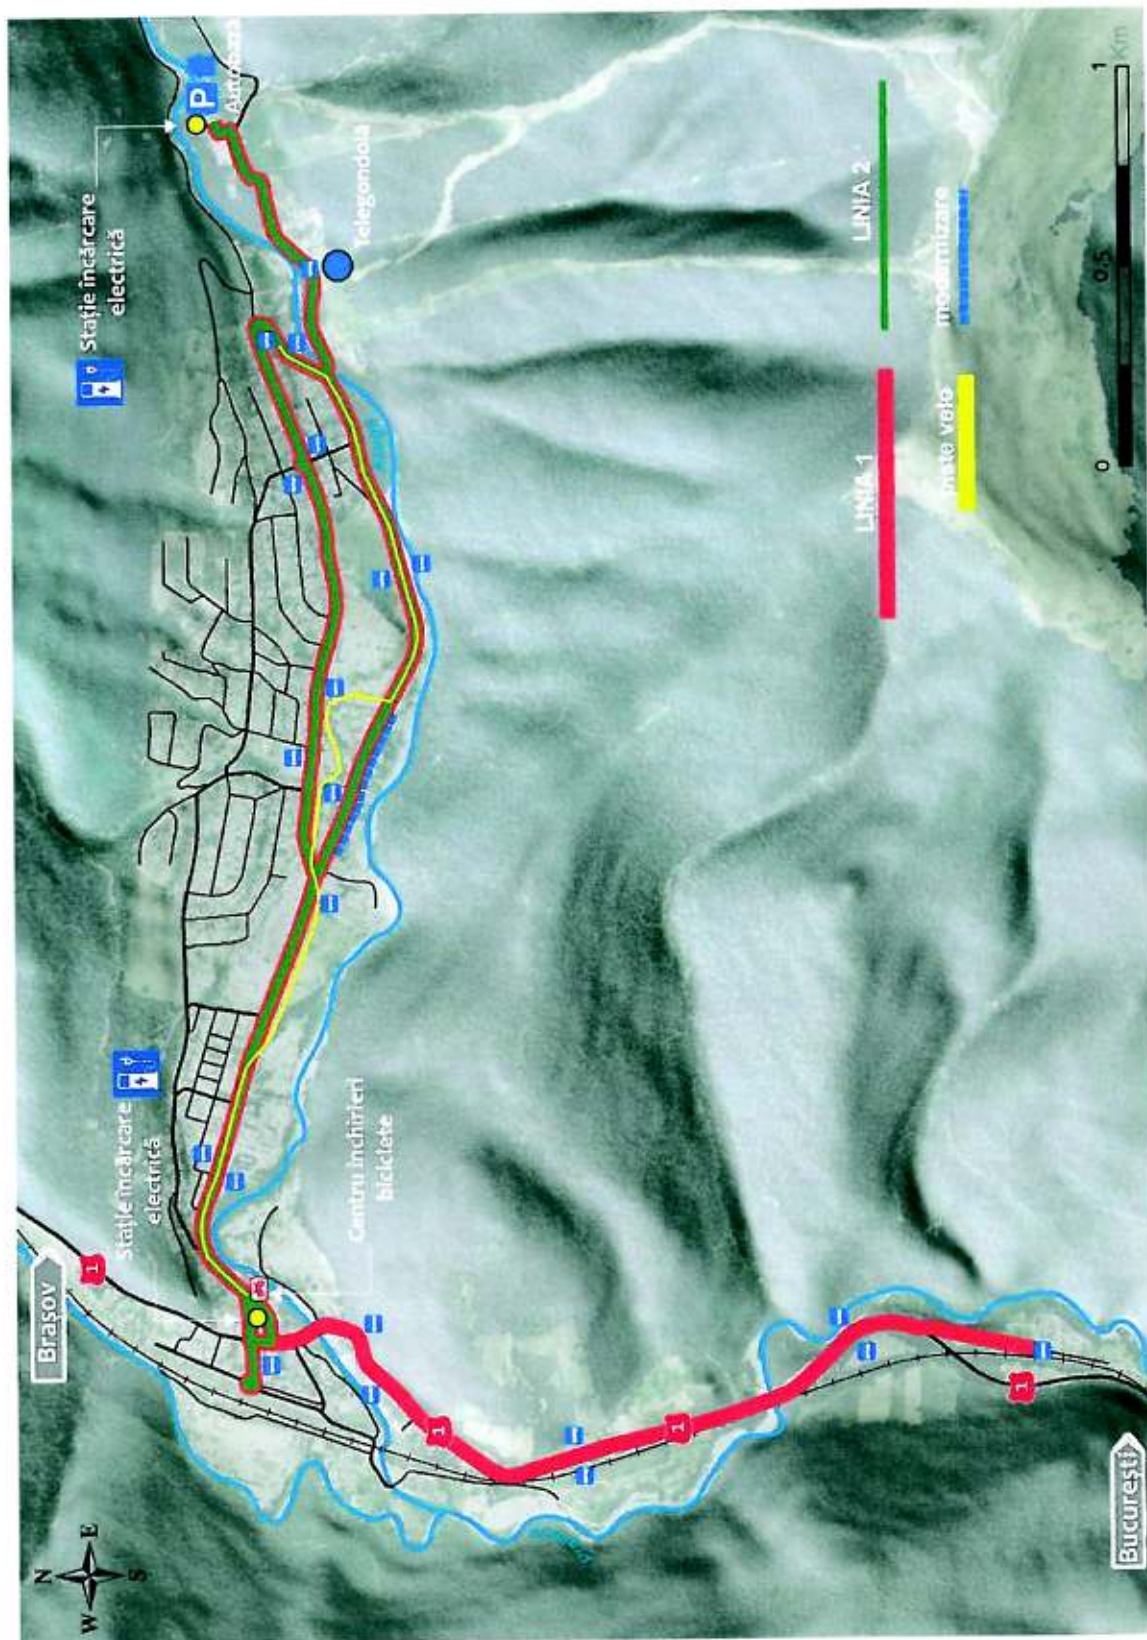 Brașov
1
Stație încărcare
electrică
Stație încărcare
electrică
P
Autobază
Telegondola
Centru închirieri
biciclete
N
W
E
S
1
1
1
București
LINIA 1
LINIA 2
piste velo
modernizare
0
0.5
1
Km